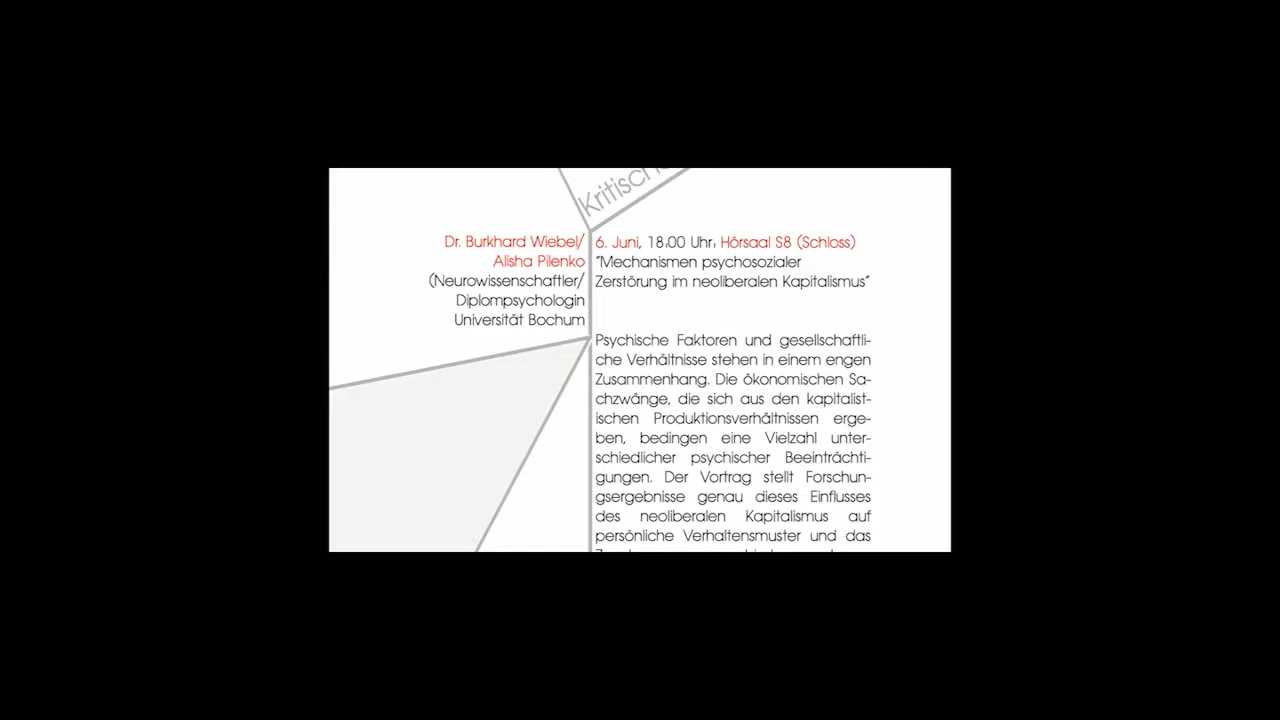 Kritische
Dr. Burkhard Wiebel/
Alisha Pilenko
(Neurowissenschaftler/
Diplompsychologin
Universität Bochum
6. Juni, 18:00 Uhr, Hörsaal S8 (Schloss)
"Mechanismen psychosozialer
Zerstörung im neoliberalen Kapitalismus"
Psychische Faktoren und gesellschaftli-
che Verhältnisse stehen in einem engen
Zusammenhang. Die ökonomischen Sa-
chzwänge, die sich aus den kapitalist-
ischen Produktionsverhältnissen erge-
ben, bedingen eine Vielzahl unter-
schiedlicher psychischer Beeinträchti-
gungen. Der Vortrag stellt Forschun-
gsergebnisse genau dieses Einflusses
des neoliberalen Kapitalismus auf
persönliche Verhaltensmuster und das